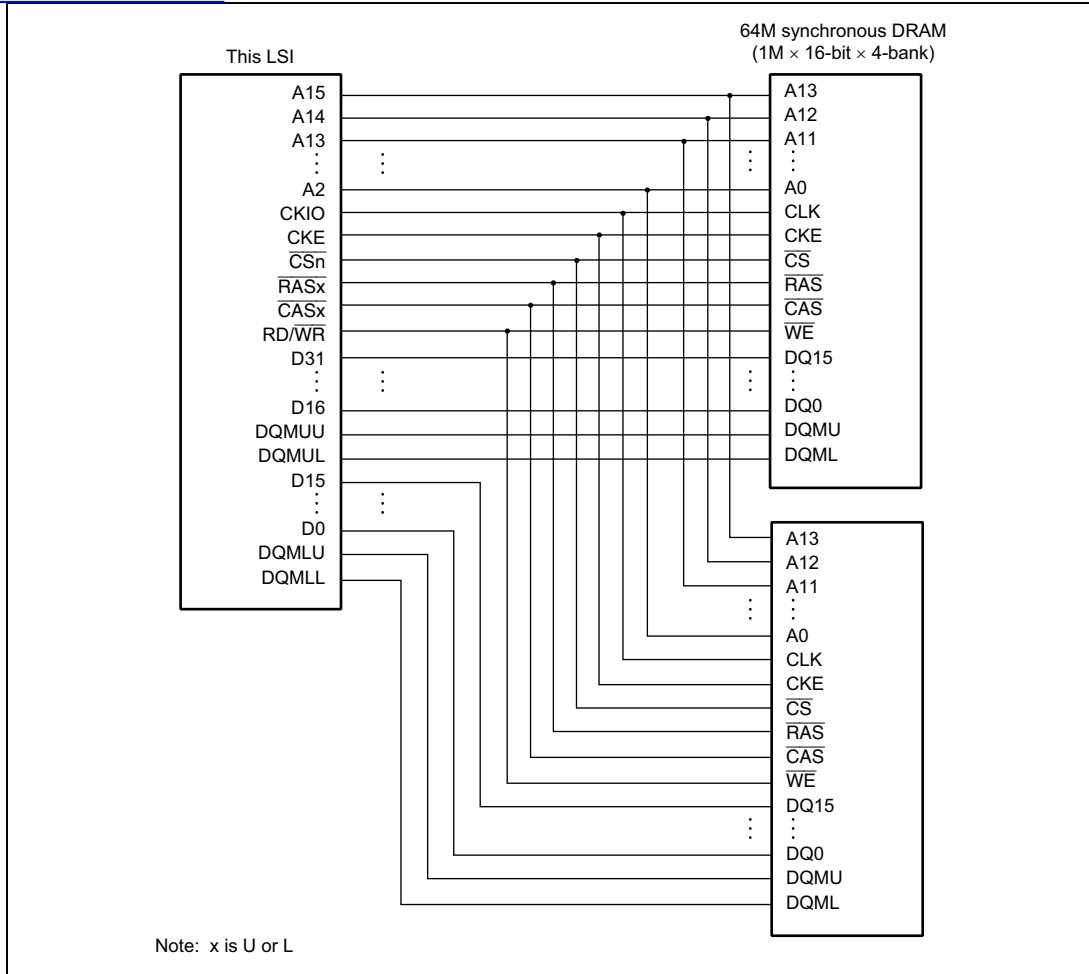 64M synchronous DRAM
(1M × 16-bit × 4-bank)
This LSI
A15
A14
A13
A2
CKIO
CKE
CSn
RASx
CASx
RD/WR
D31
D16
DQMUU
DQMUL
D15
D0
DQMLU
DQMLL
A13
A12
A11
A0
CLK
CKE
CS
RAS
CAS
WE
DQ15
DQ0
DQMU
DQML
A13
A12
A11
A0
CLK
CKE
CS
RAS
CAS
WE
DQ15
DQ0
DQMU
DQML
Note: x is U or L